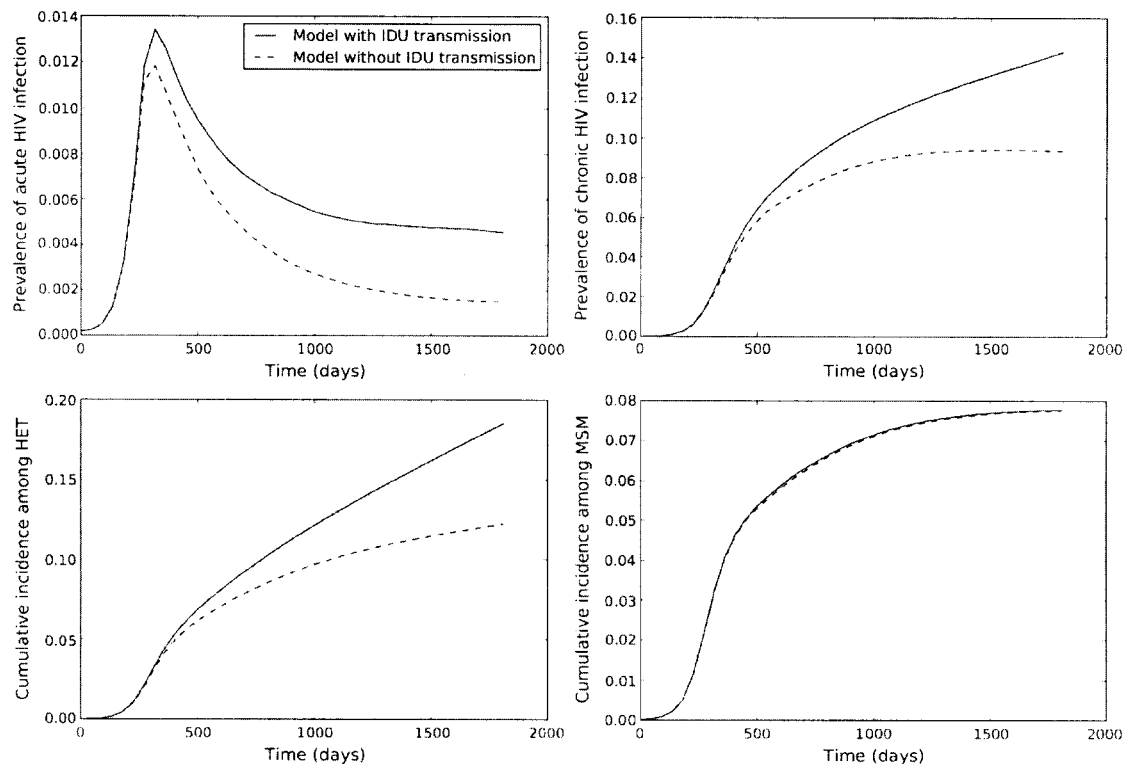 Prevalence of acute HIV infection
0.014
0.012
0.010
0.008
0.006
0.004
0.002
0.000
Model with IDU transmission
Model without IDU transmission
0 500 1000 1500 2000
Time (days)
Prevalence of chronic HIV infection
0.16
0.14
0.12
0.10
0.08
0.06
0.04
0.02
0.00
0 500 1000 1500 2000
Time (days)
Cumulative incidence among HET
0.20
0.15
0.10
0.05
0.00
0 500 1000 1500 2000
Time (days)
Cumulative incidence among MSM
0.08
0.07
0.06
0.05
0.04
0.03
0.02
0.01
0.00
0 500 1000 1500 2000
Time (days)